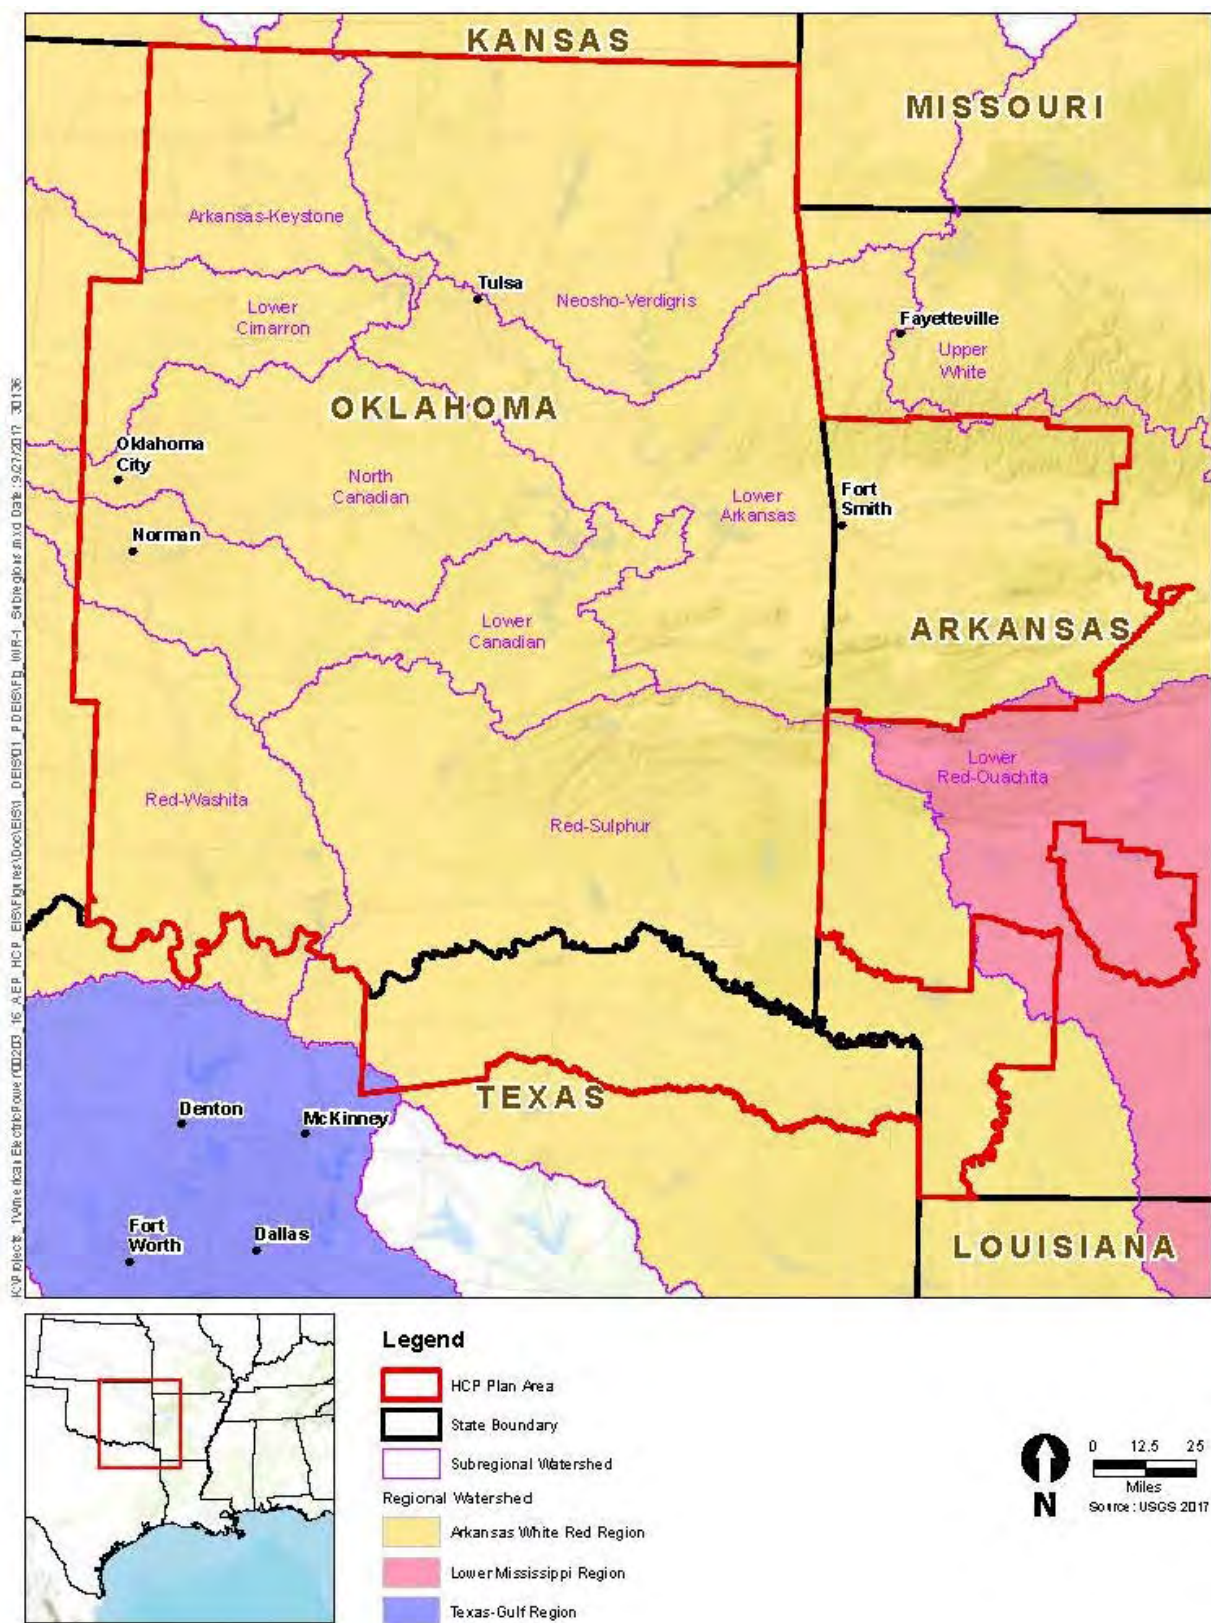 KANSAS
MISSOURI
Arkansas-Keystone
Tulsa
Neosho-Verdigris
Lower
Cimarron
Fayetteville
Upper
White
OKLAHOMA
Oklahoma
City
North
Canadian
Lower
Arkansas
Fort
Smith
Norman
Lower
Canadian
ARKANSAS
Lower
Red-Ouachita
Red-Washita
Red-Sulphur
TEXAS
Denton
McKinney
Fort
Worth
Dallas
LOUISIANA
Legend
HCP Plan Area
State Boundary
Subregional Watershed
Regional Watershed
Arkansas White Red Region
Lower Mississippi Region
Texas-Gulf Region
N
0 12.5 25
Miles
Source: USGS 2017